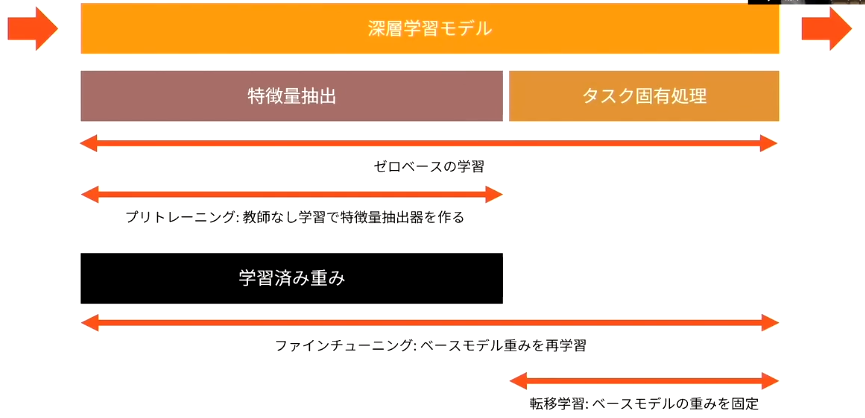 深層学習モデル
特徴量抽出
タスク固有処理
ゼロベースの学習
プリトレーニング: 教師なし学習で特徴量抽出器を作る
学習済み重み
ファインチューニング: ベースモデル重みを再学習
転移学習: ベースモデルの重みを固定